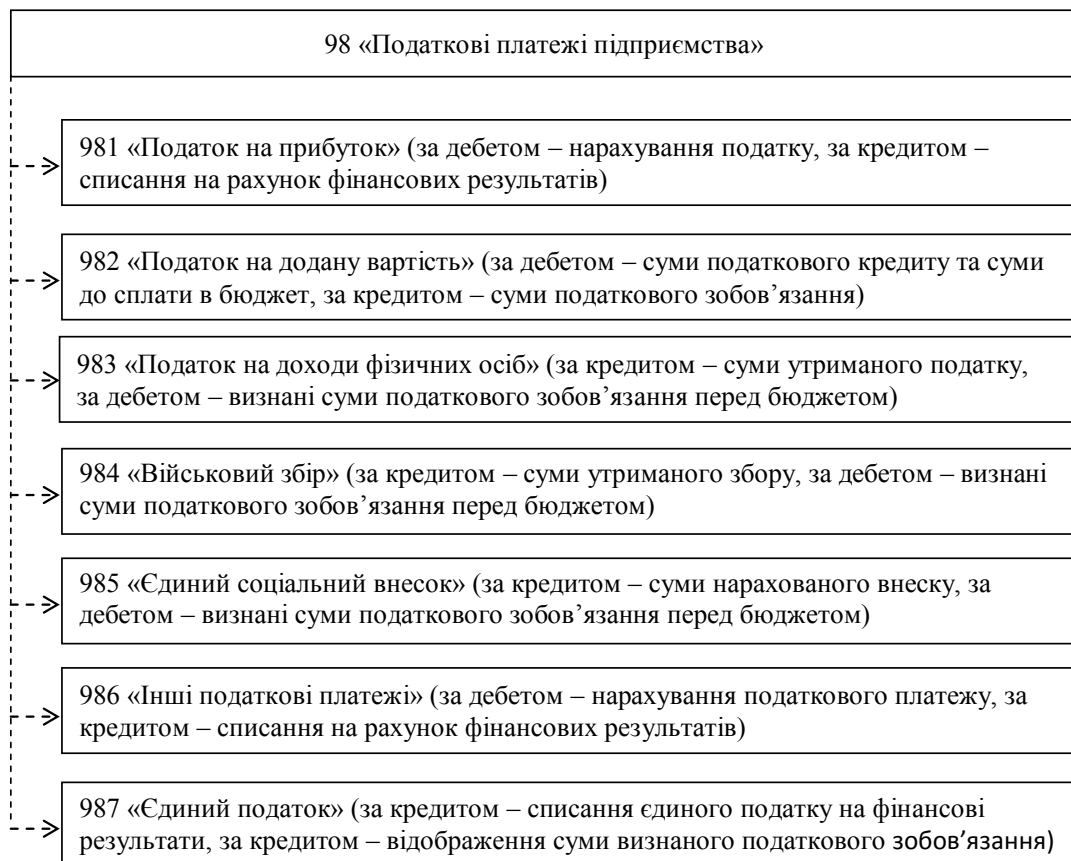 98 «Податкові платежі підприємства»
981 «Податок на прибуток» (за дебетом – нарахування податку, за кредитом –
списання на рахунок фінансових результатів)
982 «Податок на додану вартість» (за дебетом – суми податкового кредиту та суми
до сплати в бюджет, за кредитом – суми податкового зобов’язання)
983 «Податок на доходи фізичних осіб» (за кредитом – суми утриманого податку,
за дебетом – визнані суми податкового зобов’язання перед бюджетом)
984 «Військовий збір» (за кредитом – суми утриманого збору, за дебетом – визнані
суми податкового зобов’язання перед бюджетом)
985 «Єдиний соціальний внесок» (за кредитом – суми нарахованого внеску, за
дебетом – визнані суми податкового зобов’язання перед бюджетом)
986 «Інші податкові платежі» (за дебетом – нарахування податкового платежу, за
кредитом – списання на рахунок фінансових результатів)
987 «Єдиний податок» (за кредитом – списання єдиного податку на фінансові
результати, за кредитом – відображення суми визнаного податкового зобов’язання)